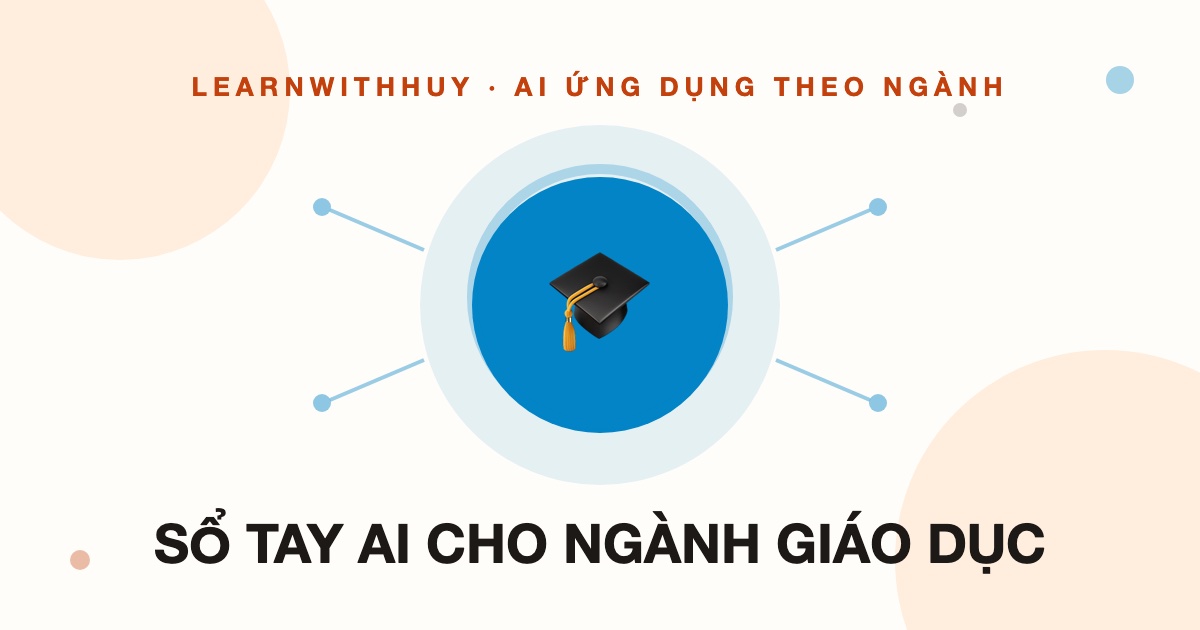 LEARNWITHHUY · AI ỨNG DỤNG THEO NGÀNH
SỔ TAY AI CHO NGÀNH GIÁO DỤC